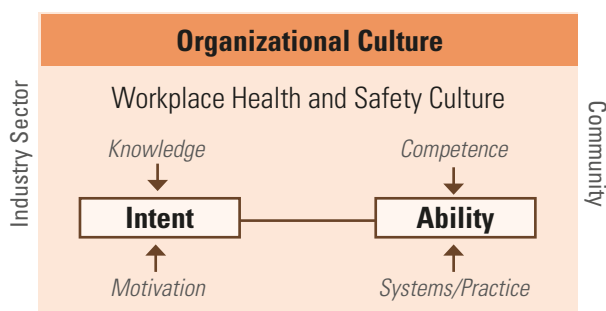 Organizational Culture
Workplace Health and Safety Culture
Industry Sector
Community
Knowledge
Competence
Intent
Ability
Motivation
Systems/Practice